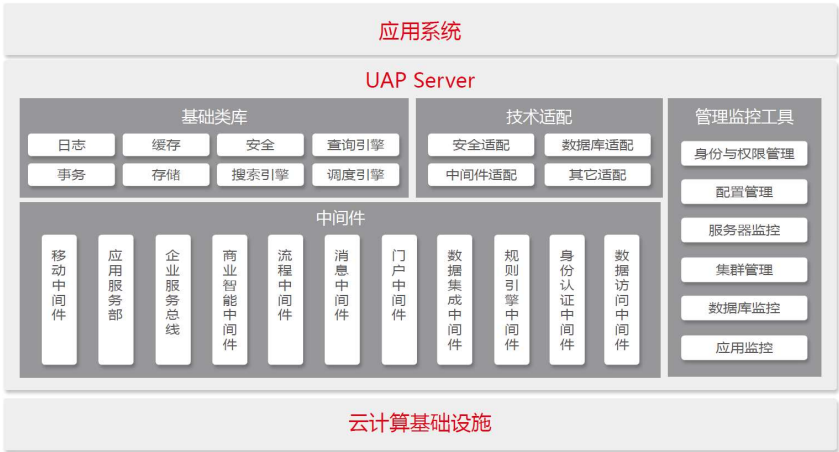 应用系统
UAP Server
基础类库
日志
缓存
安全
查询引擎
事务
存储
搜索引擎
调度引擎
技术适配
安全适配
数据库适配
中间件适配
其它适配
管理监控工具
身份与权限管理
配置管理
服务器监控
集群管理
数据库监控
应用监控
中间件
移动中间件
应用服务部
企业服务总线
商业智能中间件
流程中间件
消息中间件
门户中间件
数据集成中间件
规则引擎中间件
身份认证中间件
数据访问中间件
云计算基础设施